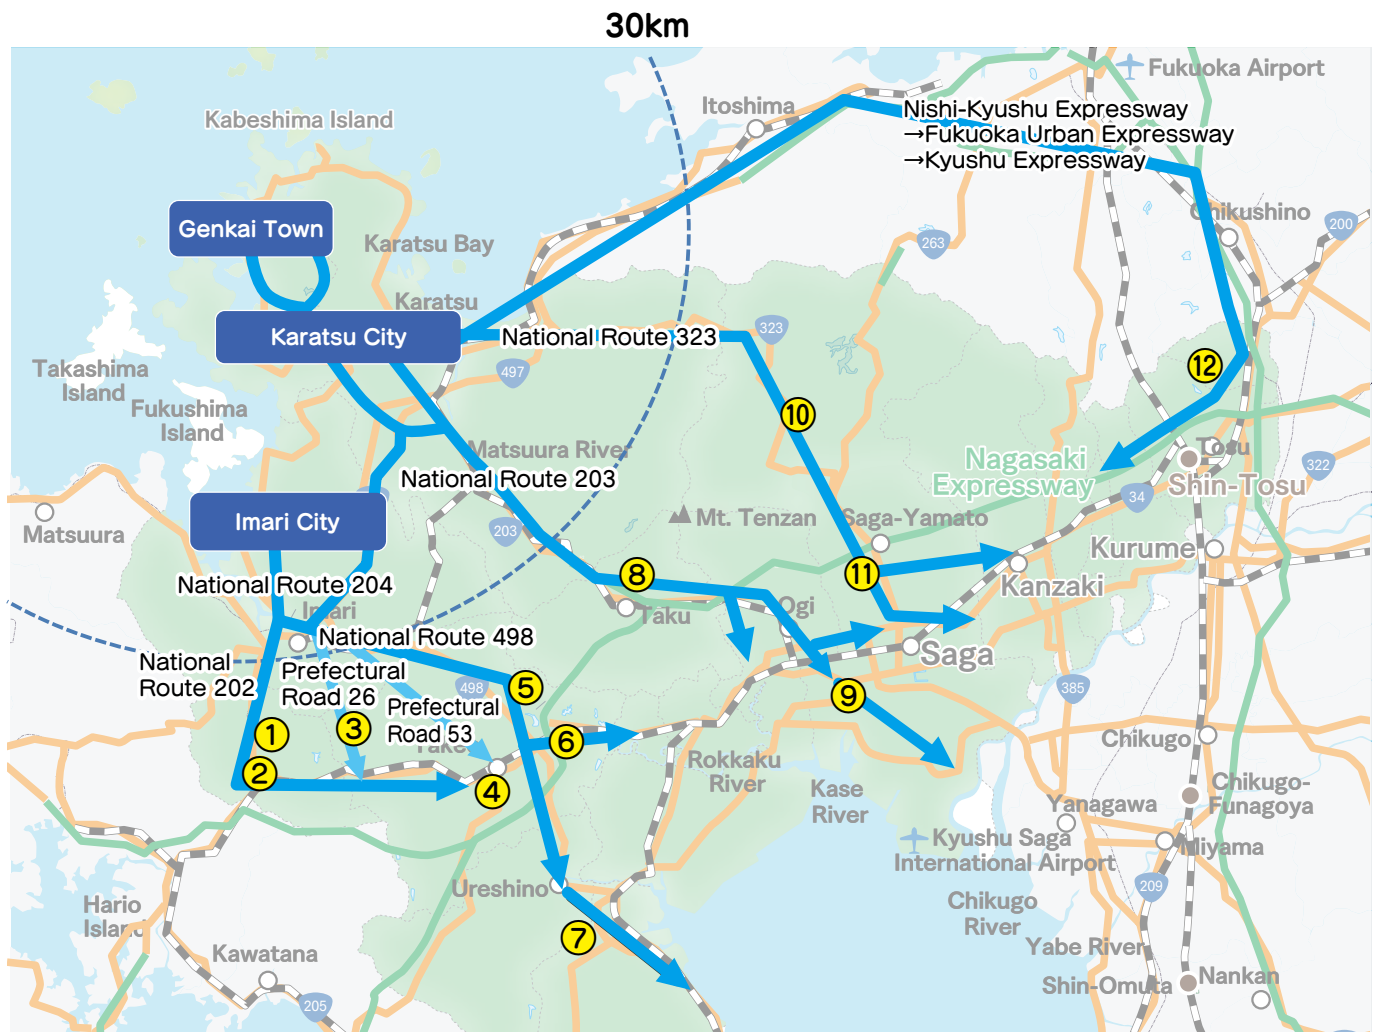 30km
Fukuoka Airport
Itoshima
Nishi-Kyushu Expressway
→Fukuoka Urban Expressway
→Kyushu Expressway
Kabeshima Island
Genkai Town
Chikushino
200
Karatsu Bay
263
Karatsu
Karatsu City
National Route 323
323
497
12
Takashima
Island
Fukushima
Island
10
Matsuura River
Tosu
Nagasaki
Expressway
322
National Route 203
Shin-Tosu
34
Imari City
Matsuura
203
Mt. Tenzan
Saga-Yamato
Kurume
National Route 204
8
11
Kanzaki
Imari
Taku
Ogi
National Route 498
Saga
National
Route 202
Prefectural
Road 26
498
5
385
9
Prefectural
Road 53
1
3
6
Take
Chikugo
2
4
Rokkaku
River
Kase
River
Chikugo-
Funagoya
Yanagawa
Kyushu Saga
International Airport
Miyama
Ureshino
209
Hario
Island
Chikugo
River
7
Kawatana
Yabe River
Shin-Omuta
Nankan
205